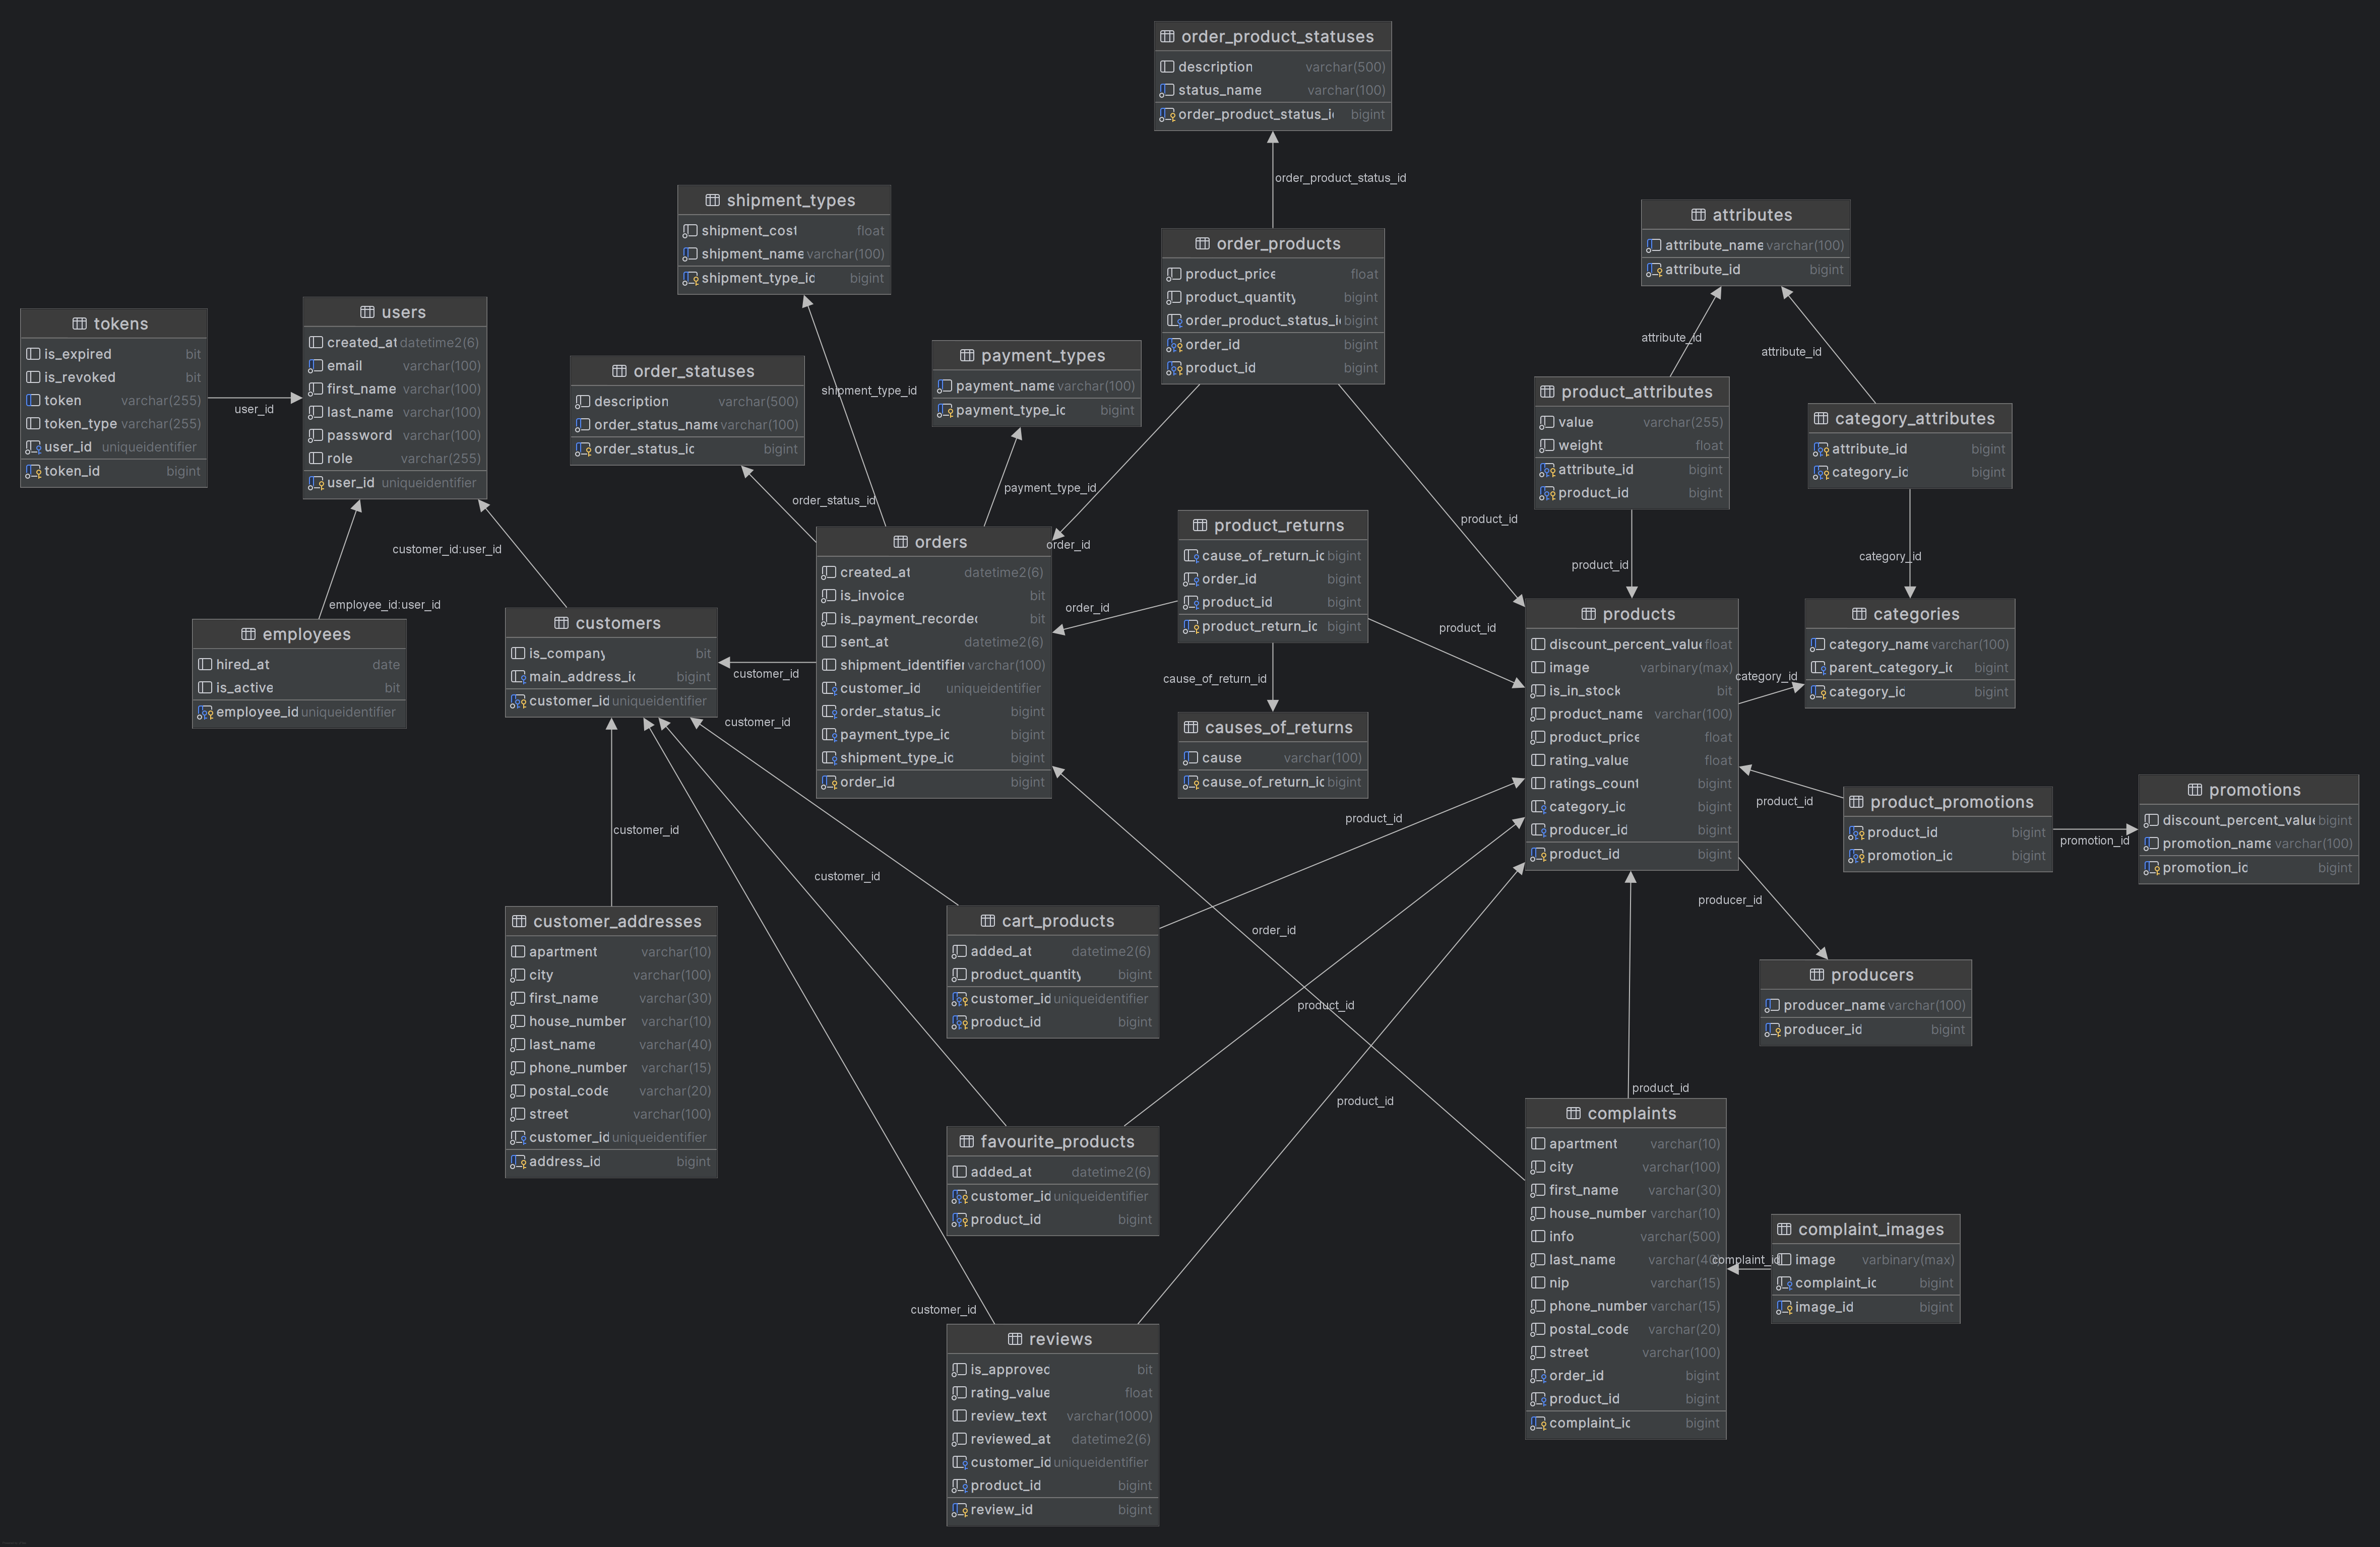 order_product_statuses
description varchar(500)
status_name varchar(100)
order_product_status_ic bigint
order_product_status_id
shipment_types
shipment_cost float
shipment_name varchar(100)
shipment_type_ic bigint
order_products
product_price float
product_quantity bigint
order_product_status_ic bigint
order_id bigint
product_id bigint
attributes
attribute_name varchar(100)
attribute_id bigint
tokens
is_expired bit
is_revoked bit
token varchar(255)
token_type varchar(255)
user_id uniqueidentifier
token_id bigint
user_id
users
created_at datetime2(6)
email varchar(100)
first_name varchar(100)
last_name varchar(100)
password varchar(100)
role varchar(255)
user_id uniqueidentifier
order_statuses
description varchar(500)
order_status_name varchar(100)
order_status_ic bigint
shipment_type_id
payment_types
payment_name varchar(100)
payment_type_ic bigint
attribute_id
attribute_id
product_attributes
value varchar(255)
weight float
attribute_id bigint
product_id bigint
category_attributes
attribute_id bigint
category_ic bigint
order_status_id
payment_type_id
product_id
customer_id:user_id
order_id
product_id
category_id
employee_id:user_id
employees
hired_at date
is_active bit
employee_id uniqueidentifier
customers
is_company bit
main_address_ic bigint
customer_id uniqueidentifier
customer_id
customer_id
orders
created_at datetime2(6)
is_invoice bit
is_payment_recorded bit
sent_at datetime2(6)
shipment_identifier varchar(100)
customer_id uniqueidentifier
order_status_ic bigint
payment_type_ic bigint
shipment_type_ic bigint
order_id bigint
order_id
product_returns
cause_of_return_ic bigint
order_id bigint
product_id bigint
product_return_ic bigint
product_id
cause_of_return_id
causes_of_returns
cause varchar(100)
cause_of_return_ic bigint
products
discount_percent_value float
image varbinary(max)
is_in_stock bit
product_name varchar(100)
product_price float
rating_value float
ratings_count bigint
category_ic bigint
producer_id bigint
product_id bigint
category_id
categories
category_name varchar(100)
parent_category_ic bigint
category_ic bigint
product_id
product_promotions
product_id bigint
promotion_ic bigint
promotion_id
promotions
discount_percent_value bigint
promotion_name varchar(100)
promotion_ic bigint
customer_id
customer_id
product_id
producer_id
customer_addresses
apartment varchar(10)
city varchar(100)
first_name varchar(30)
house_number varchar(10)
last_name varchar(40)
phone_number varchar(15)
postal_code varchar(20)
street varchar(100)
customer_id uniqueidentifier
address_id bigint
cart_products
added_at datetime2(6)
product_quantity bigint
customer_id uniqueidentifier
product_id bigint
order_id
product_id
producers
producer_name varchar(100)
producer_id bigint
product_id
product_id
favourite_products
added_at datetime2(6)
customer_id uniqueidentifier
product_id bigint
complaints
apartment varchar(10)
city varchar(100)
first_name varchar(30)
house_number varchar(10)
info varchar(500)
last_name varchar(40)
nip varchar(15)
phone_number varchar(15)
postal_code varchar(20)
street varchar(100)
order_id bigint
product_id bigint
complaint_ic bigint
complaint_id
complaint_images
image varbinary(max)
complaint_ic bigint
image_id bigint
customer_id
reviews
is_approved bit
rating_value float
review_text varchar(1000)
reviewed_at datetime2(6)
customer_id uniqueidentifier
product_id bigint
review_id bigint